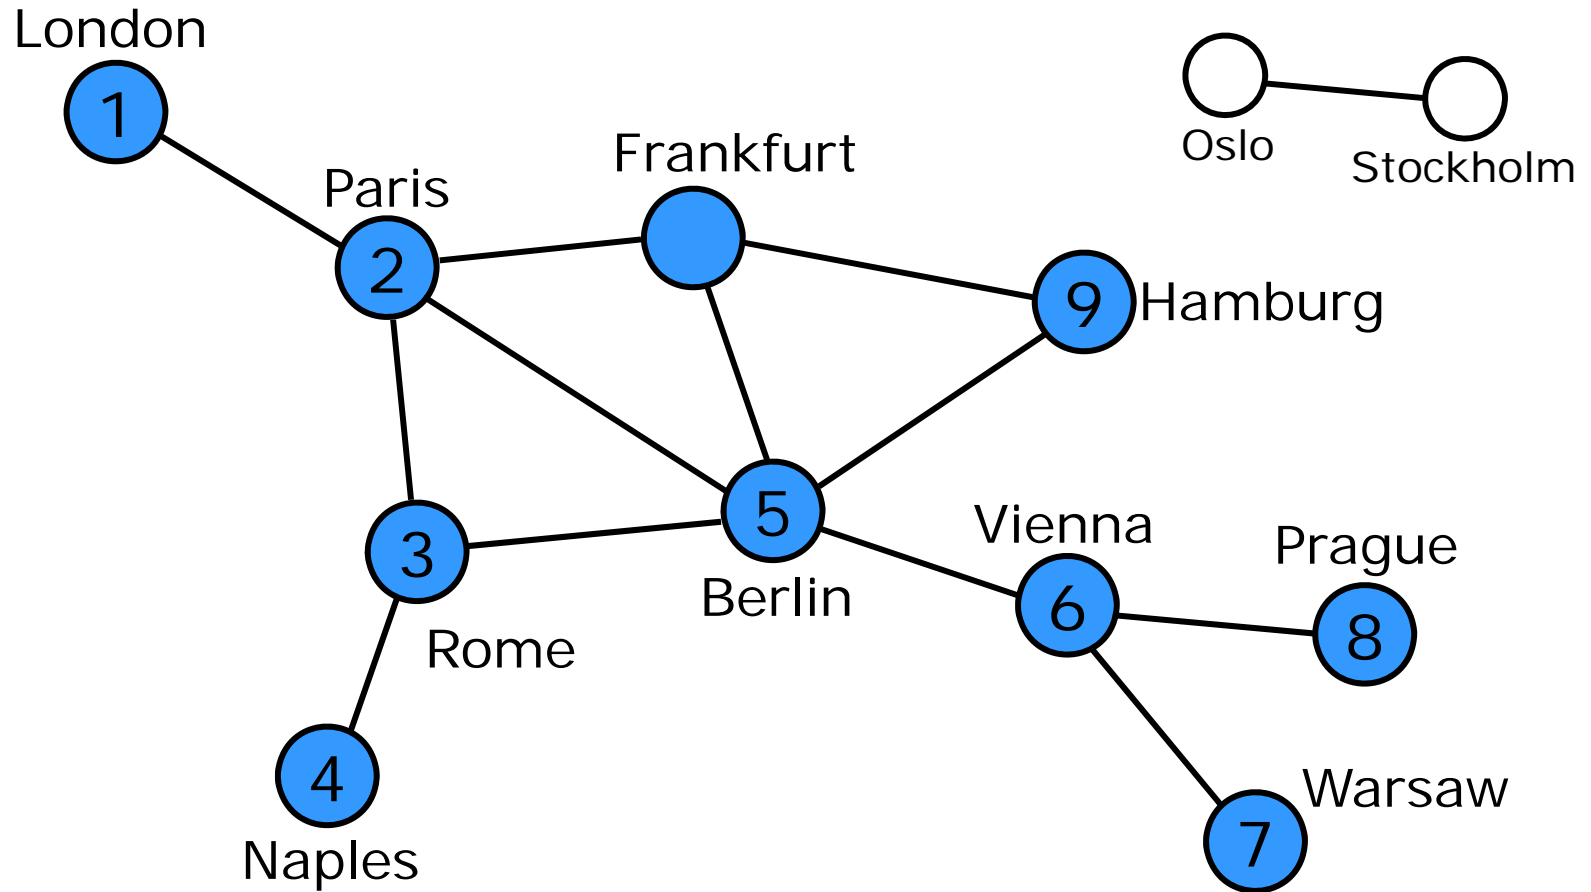 London
1
Oslo
Stockholm
Frankfurt
Paris
2
9
Hamburg
5
Berlin
3
Rome
Vienna
6
Prague
8
4
Naples
Warsaw
7